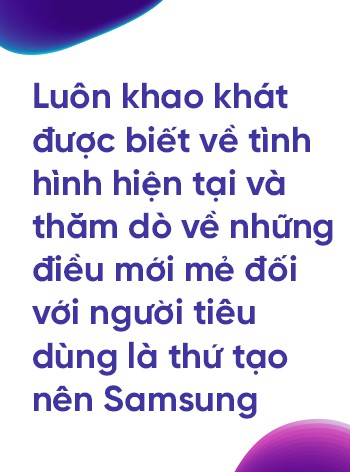 Luôn khao khát
được biết về tình
hình hiện tại và
thăm dò về những
điều mới mẻ đối
với người tiêu
dùng là thứ tạo
nên Samsung